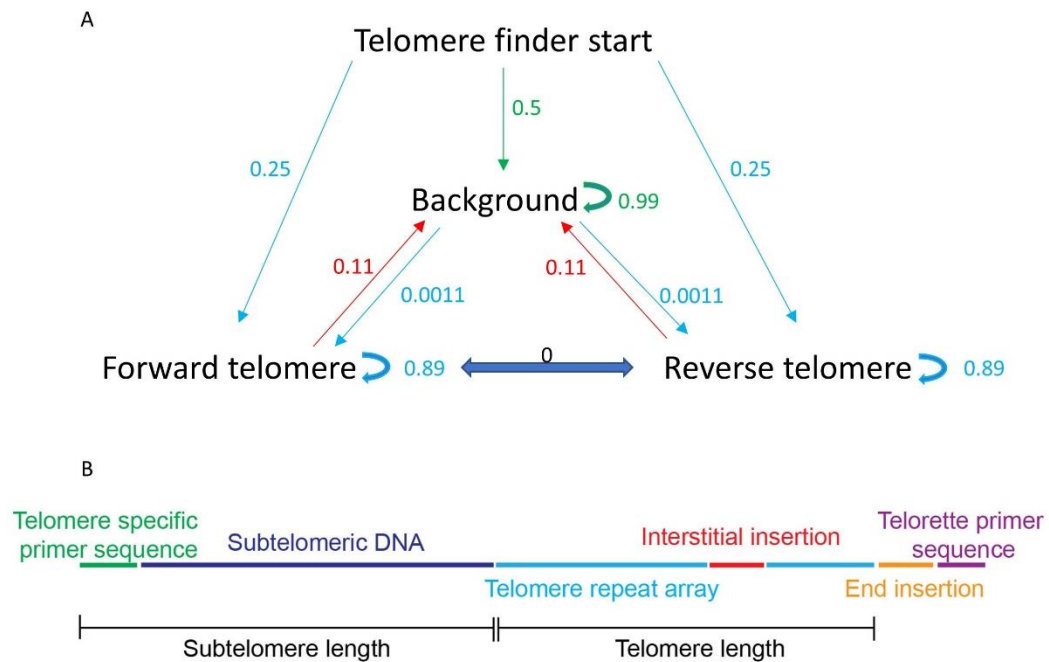 A
Telomere finder start
0.5
0.25
0.25
Background
0.99
0.11
0.11
0.0011
0.0011
0
Forward telomere
0.89
Reverse telomere
0.89
B
Telomere specific
primer sequence
Subtelomeric DNA
Interstitial insertion
Telorette primer
sequence
Telomere repeat array
End insertion
Subtelomere length
Telomere length